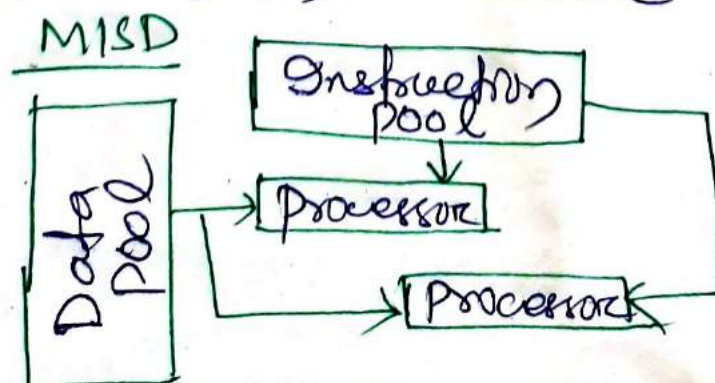 MISD
Instruction
pool
Data
pool
Processor
Processor